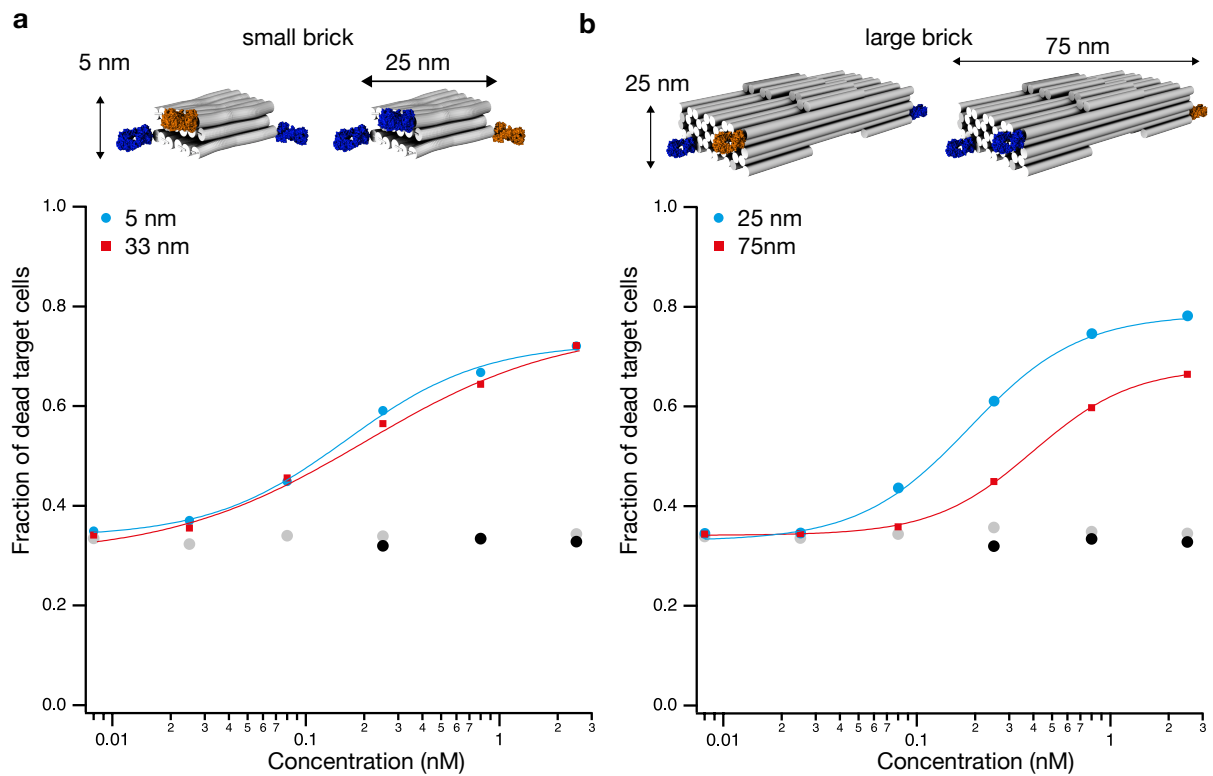 a
small brick
5 nm
25 nm
1.0
5 nm
33 nm
0.8
0.6
0.4
0.2
0.0
Fraction of dead target cells
0.01 2 3 4 5 6 7 0.1 2 3 4 5 6 7 1 2 3
Concentration (nM)
b
large brick
75 nm
25 nm
1.0
25 nm
75nm
0.8
0.6
0.4
0.2
0.0
Fraction of dead target cells
0.01 2 3 4 5 6 7 0.1 2 3 4 5 6 7 1 2 3
Concentration (nM)